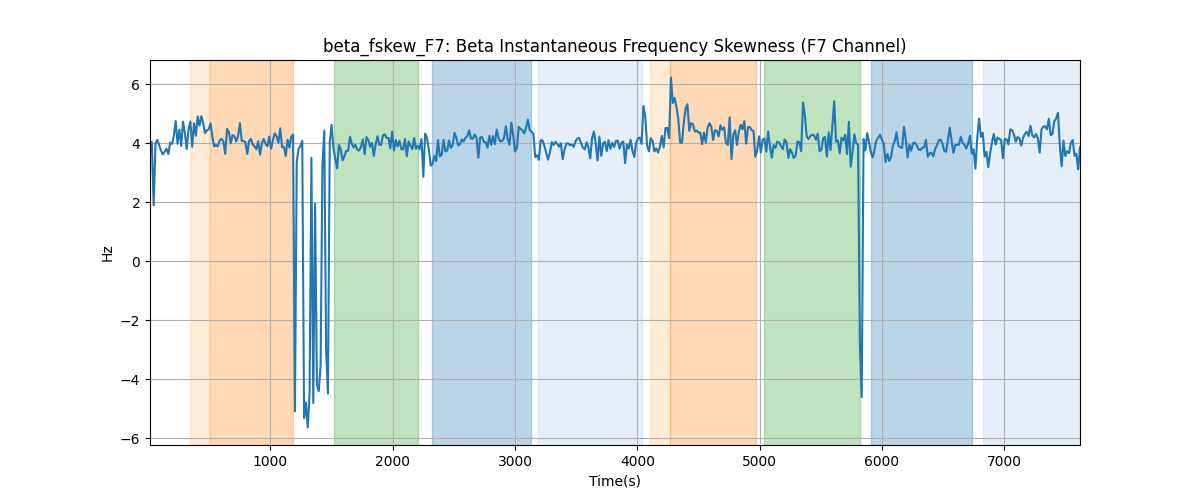 beta_fskew_F7: Beta Instantaneous Frequency Skewness (F7 Channel)
6
4
2
0
−2
−4
−6
Hz
1000 2000 3000 4000 5000 6000 7000
Time(s)